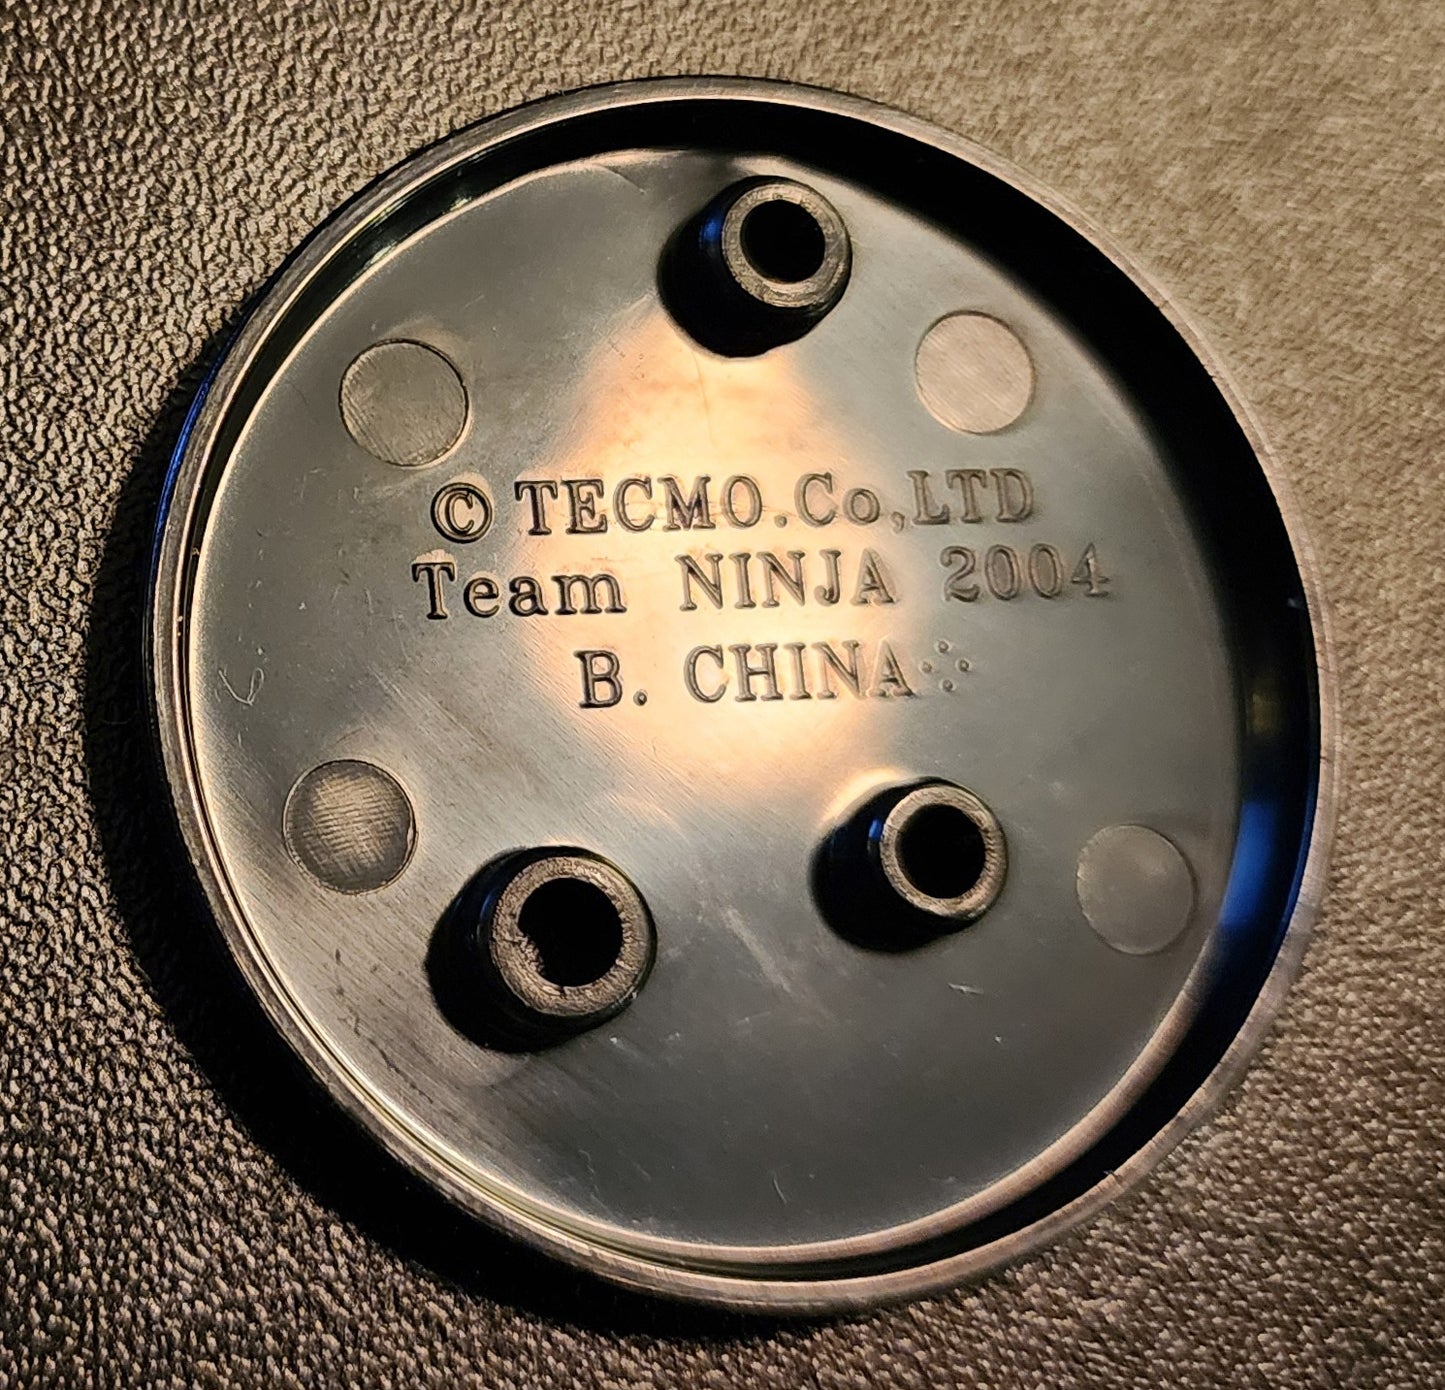 © TECMO.Co,LTD
Team NINJA 2004
B. CHINA